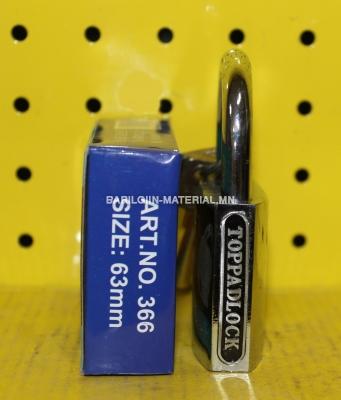 ART.NO. 366
SIZE: 63mm
BARILGIIN-MATERIAL.MN
TOPPADLOCK